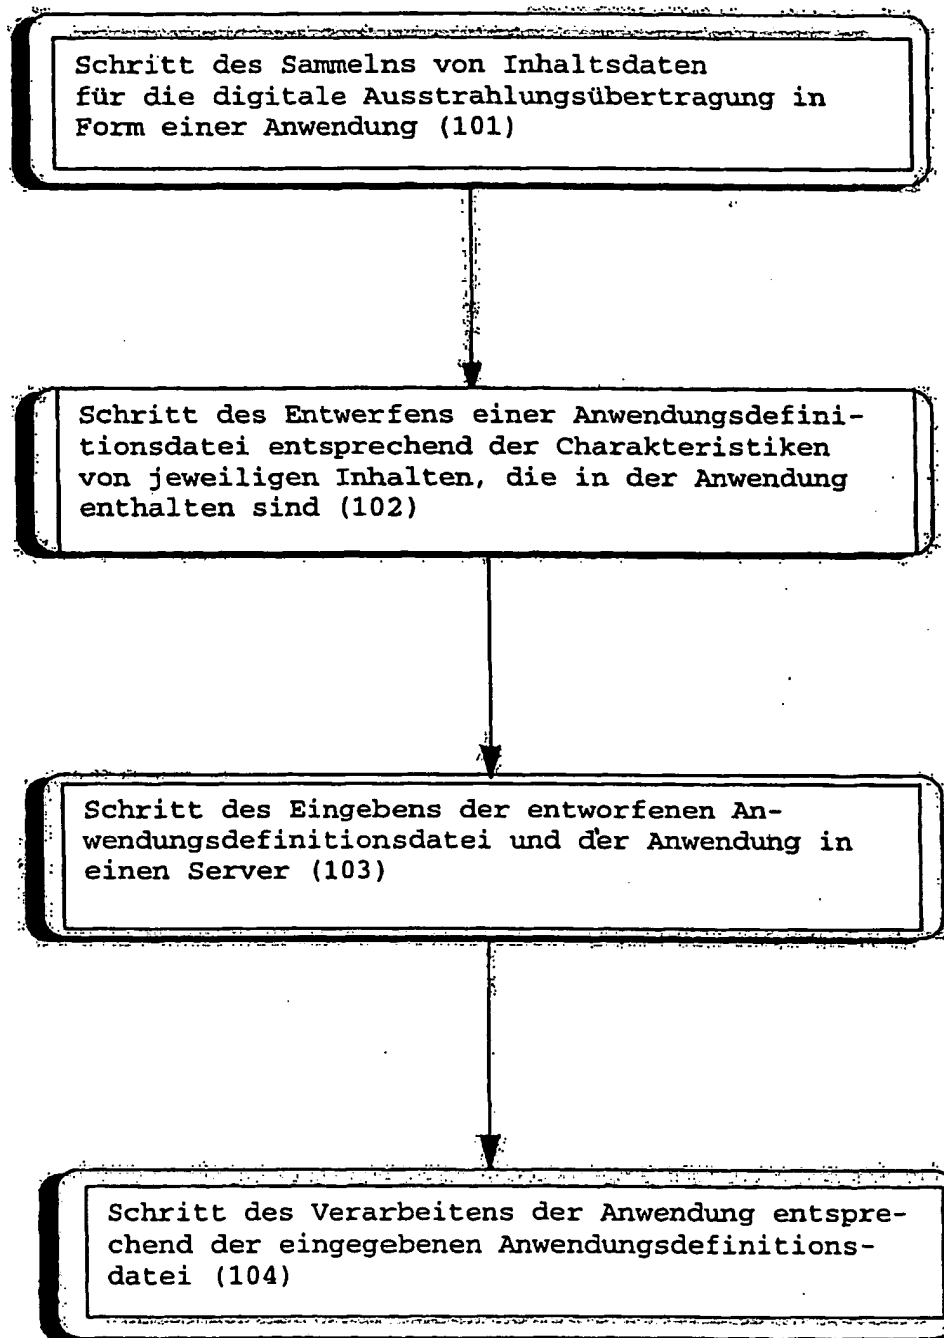 Schritt des Sammelns von Inhaltsdaten
für die digitale Ausstrahlungsübertragung in
Form einer Anwendung (101)
Schritt des Entwerfens einer Anwendungsdefini-
tionsdatei entsprechend der Charakteristiken
von jeweiligen Inhalten, die in der Anwendung
enthalten sind (102)
Schritt des Eingebens der entworfenen An-
wendungsdefinitionsdatei und der Anwendung in
einen Server (103)
Schritt des Verarbeitens der Anwendung entspre-
chend der eingegebenen Anwendungsdefinitions-
datei (104)